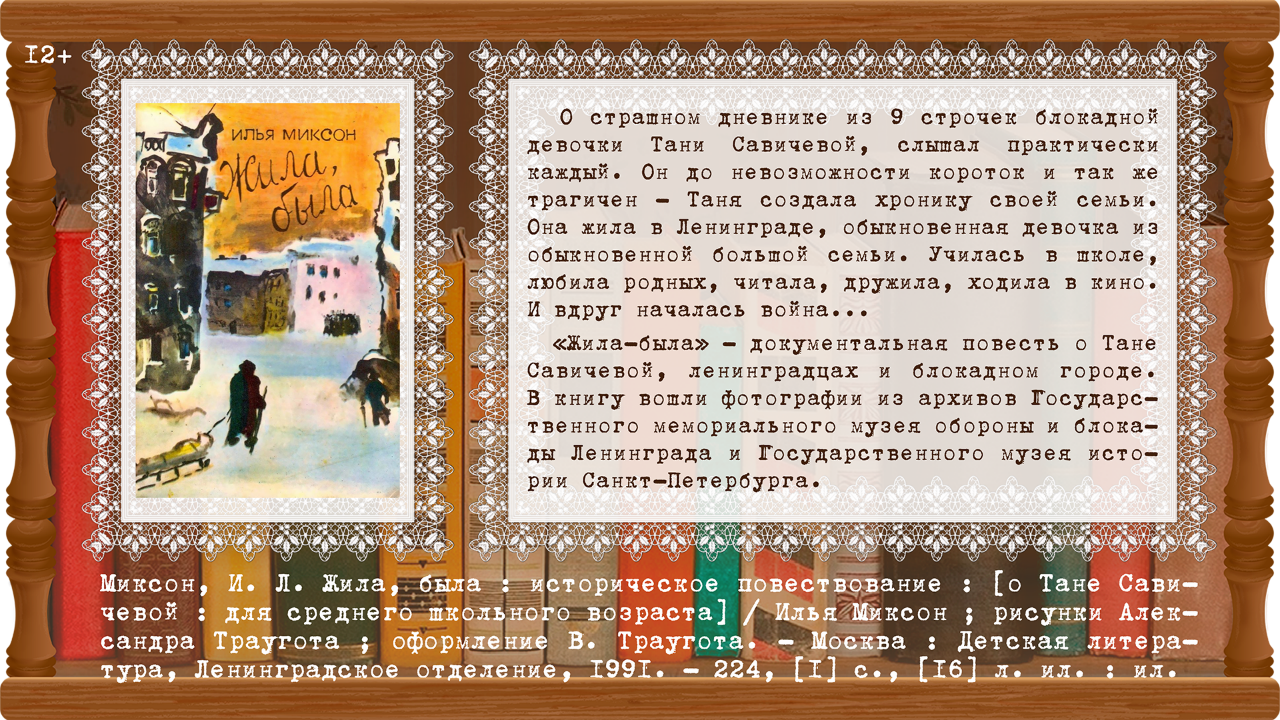 12+
ИЛЬЯ МИКСОН
Жила,
была
О страшном дневнике из 9 строчек блокадной
девочки Тани Савичевой, слышал практически
каждый. Он до невозможности короток и так же
трагичен – Таня создала хронику своей семьи.
Она жила в Ленинграде, обыкновенная девочка из
обыкновенной большой семьи. Училась в школе,
любила родных, читала, дружила, ходила в кино.
И вдруг началась война...
«Жила-была» – документальная повесть о Тане
Савичевой, ленинградцах и блокадном городе.
В книгу вошли фотографии из архивов Государс-
твенного мемориального музея обороны и блока-
ды Ленинграда и Государственного музея исто-
рии Санкт-Петербурга.
Миксон, И. Л. Жила, была : историческое повествование : [о Тане Сави-
чевой : для среднего школьного возраста] / Илья Миксон ; рисунки Алек-
сандра Траугота ; оформление В. Траугота. – Москва : Детская литера-
тура, Ленинградское отделение, 1991. – 224, [1] с., [16] л. ил. : ил.